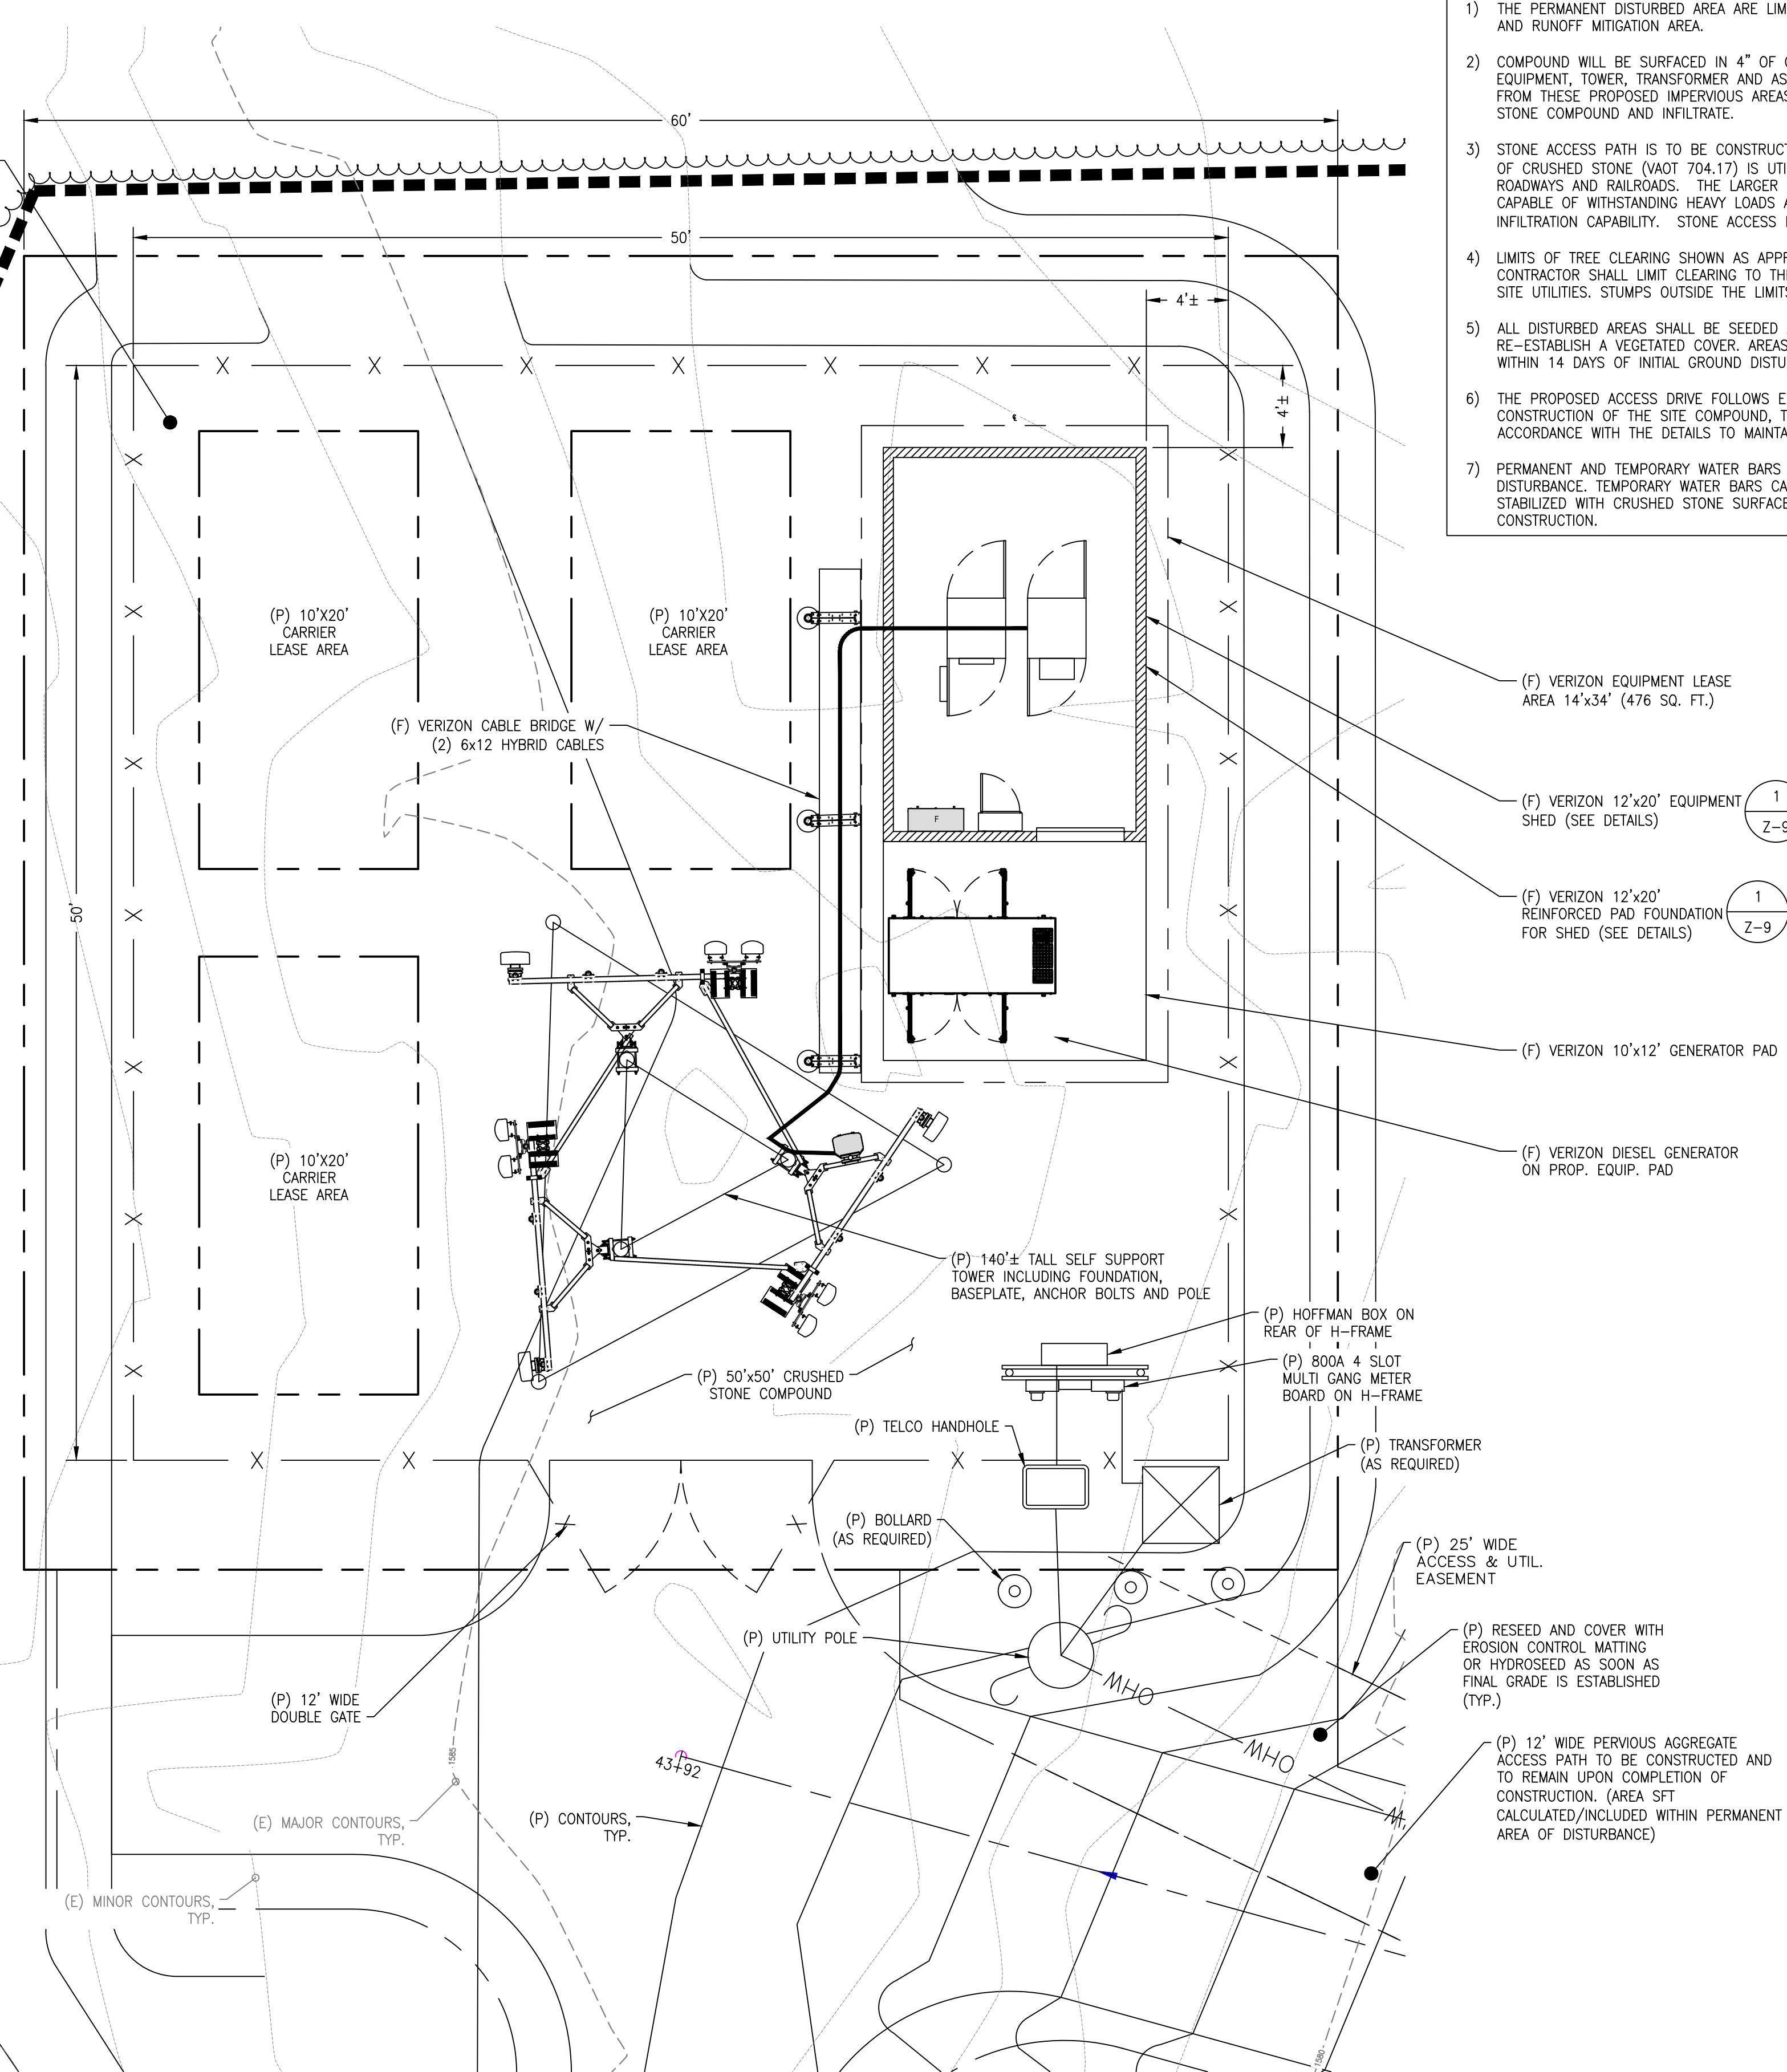 1) THE PERMANENT DISTURBED AREA ARE
AND RUNOFF MITIGATION AREA.
2) COMPOUND WILL BE SURFACED IN 4" OF
EQUIPMENT, TOWER, TRANSFORMER AND
FROM THESE PROPOSED IMPERVIOUS AREAS
STONE COMPOUND AND INFILTRATE.
3) STONE ACCESS PATH IS TO BE
OF CRUSHED STONE (VAOT 704.17) IS
ROADWAYS AND RAILROADS. THE LARGER
CAPABLE OF WITHSTANDING HEAVY LOADS
INFILTRATION CAPABILITY. STONE ACCESS
4) LIMITS OF TREE CLEARING SHOWN AS
CONTRACTOR SHALL LIMIT CLEARING TO
SITE UTILITIES. STUMPS OUTSIDE THE LIMITS
5) ALL DISTURBED AREAS SHALL BE SEEDED
RE-ESTABLISH A VEGETATED COVER. AREAS
WITHIN 14 DAYS OF INITIAL GROUND
6) THE PROPOSED ACCESS DRIVE FOLLOWS
CONSTRUCTION OF THE SITE COMPOUND,
ACCORDANCE WITH THE DETAILS TO
7) PERMANENT AND TEMPORARY WATER BARS
DISTURBANCE. TEMPORARY WATER BARS
STABILIZED WITH CRUSHED STONE
CONSTRUCTION.
60'
50'
4'±
4'±
50'
(P) 10'X20'
CARRIER
LEASE AREA
(P) 10'X20'
CARRIER
LEASE AREA
(F) VERIZON EQUIPMENT LEASE
AREA 14'x34' (476 SQ. FT.)
(F) VERIZON CABLE BRIDGE W/
(2) 6x12 HYBRID CABLES
(F) VERIZON 12'x20' EQUIPMENT
SHED (SEE DETAILS)
1
Z-9
F
(F) VERIZON 12'x20'
REINFORCED PAD FOUNDATION
FOR SHED (SEE DETAILS)
1
Z-9
(F) VERIZON 10'x12' GENERATOR PAD
(P) 10'X20'
CARRIER
LEASE AREA
(F) VERIZON DIESEL GENERATOR
ON PROP. EQUIP. PAD
(P) 140'± TALL SELF SUPPORT
TOWER INCLUDING FOUNDATION,
BASEPLATE, ANCHOR BOLTS AND POLE
(P) HOFFMAN BOX ON
REAR OF H-FRAME
(P) 800A 4 SLOT
MULTI GANG METER
BOARD ON H-FRAME
(P) 50'x50' CRUSHED
STONE COMPOUND
(P) TELCO HANDHOLE
(P) TRANSFORMER
(AS REQUIRED)
(P) BOLLARD
(AS REQUIRED)
(P) 25' WIDE
ACCESS & UTIL.
EASEMENT
(P) UTILITY POLE
(P) RESEED AND COVER WITH
EROSION CONTROL MATTING
OR HYDROSEED AS SOON AS
FINAL GRADE IS ESTABLISHED
(TYP.)
(P) 12' WIDE
DOUBLE GATE
OHW
OHW
43+92
1585
(P) 12' WIDE PERVIOUS AGGREGATE
ACCESS PATH TO BE CONSTRUCTED AND
TO REMAIN UPON COMPLETION OF
CONSTRUCTION. (AREA SFT
CALCULATED/INCLUDED WITHIN PERMANENT
AREA OF DISTURBANCE)
(E) MAJOR CONTOURS,
TYP.
(P) CONTOURS,
TYP.
(E) MINOR CONTOURS,
TYP.
1580